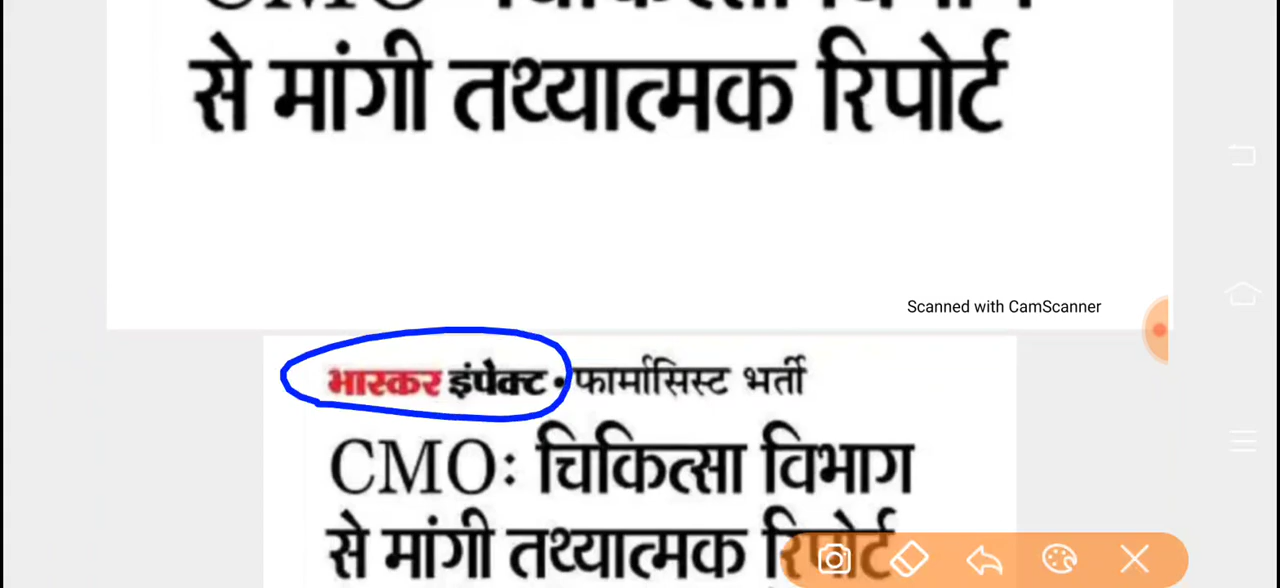 से मांगी तथ्यात्मक रिपोर्ट
Scanned with CamScanner
भास्कर इंपेक्ट • फार्मासिस्ट भर्ती
CMO: चिकित्सा विभाग
से मांगी तथ्यात्मक रिपोर्ट